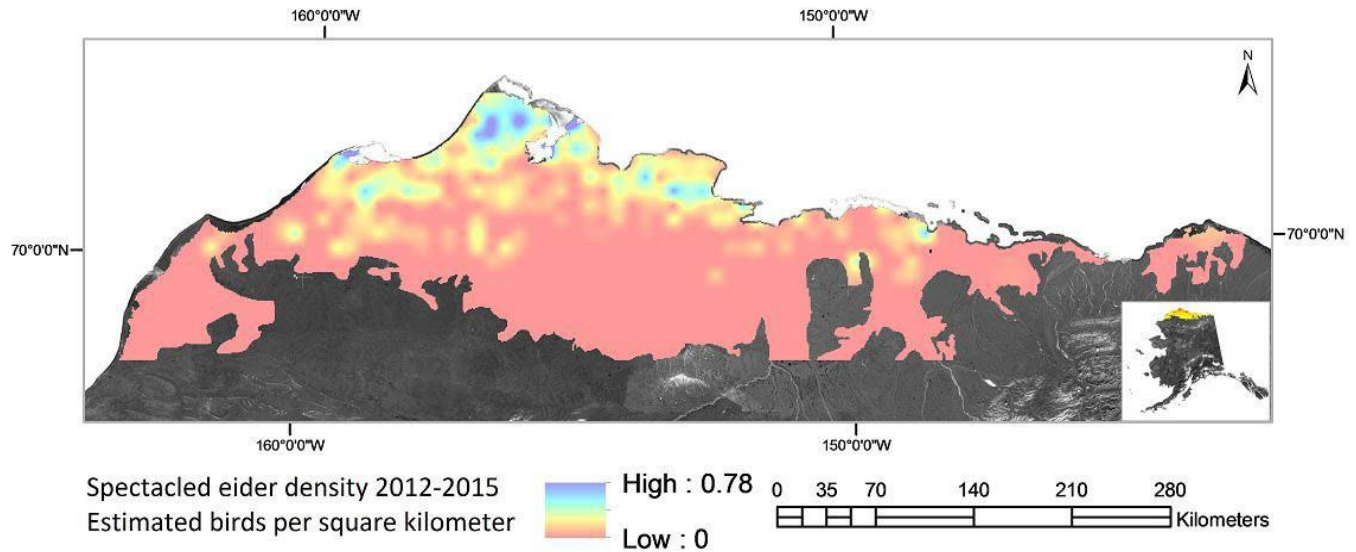 160°0'0"W 150°0'0"W
N
70°0'0"N 70°0'0"N
160°0'0"W 150°0'0"W
Spectacled eider density 2012-2015
Estimated birds per square kilometer
High : 0.78
Low : 0
0 35 70 140 210 280
Kilometers